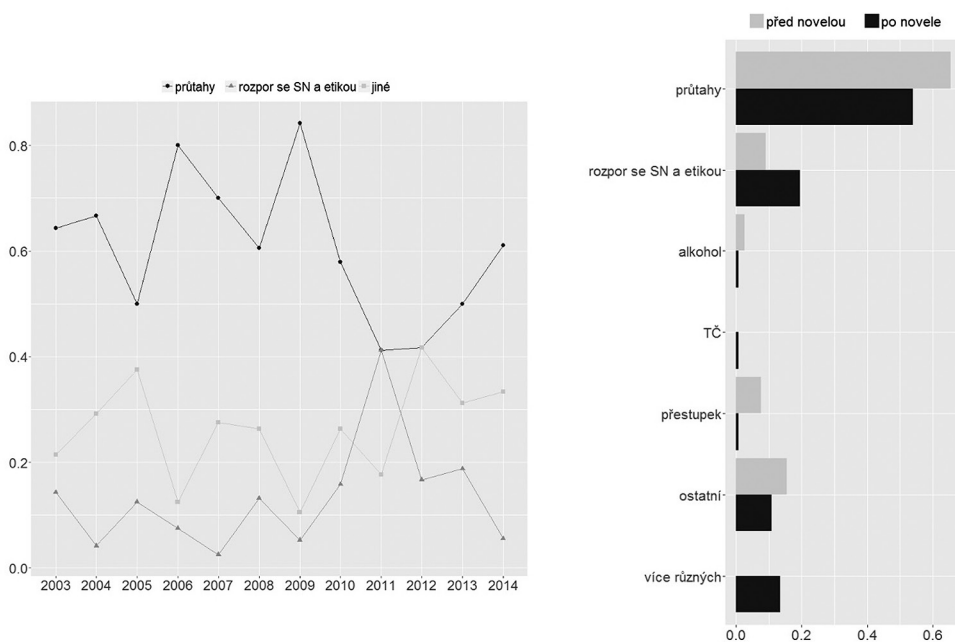 průtahy rozpor se SN a etikou jiné
0.8
0.6
0.4
0.2
0.0
2003 2004 2005 2006 2007 2008 2009 2010 2011 2012 2013 2014
před novelou po novele
průtahy
rozpor se SN a etikou
alkohol
TČ
přestupek
ostatní
více různých
0.0 0.2 0.4 0.6